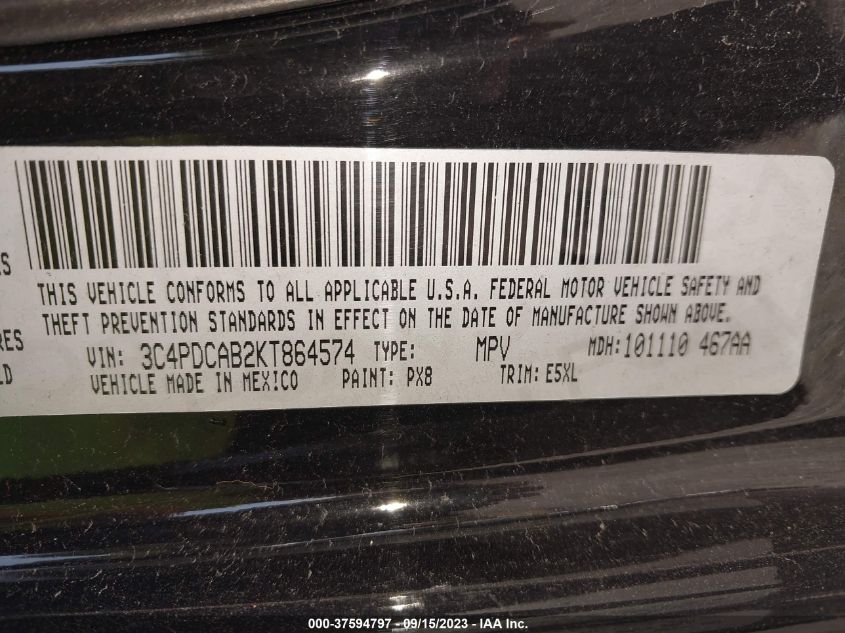 S
THIS VEHICLE CONFORMS TO ALL APPLICABLE U.S.A. FEDERAL MOTOR VEHICLE SAFETY AND
THEFT PREVENTION STANDARDS IN EFFECT ON THE DATE OF MANUFACTURE SHOWN ABOVE.
RES
VIN: 3C4PDCAB2KT864574 TYPE: MPV MDH:101110 467AA
LD
VEHICLE MADE IN MEXICO PAINT: PX8 TRIM: E5XL
000-37594797 - 09/15/2023 - © IAA Inc.